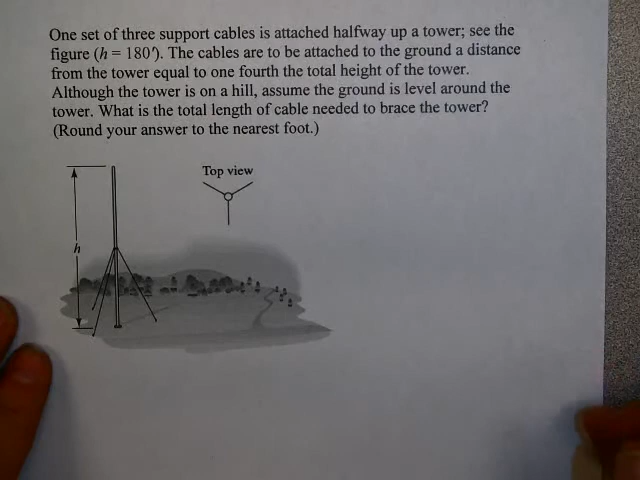 One set of three support cables is attached halfway up a tower; see the
figure (h = 180′). The cables are to be attached to the ground a distance
from the tower equal to one fourth the total height of the tower.
Although the tower is on a hill, assume the ground is level around the
tower. What is the total length of cable needed to brace the tower?
(Round your answer to the nearest foot.)
Top view
h